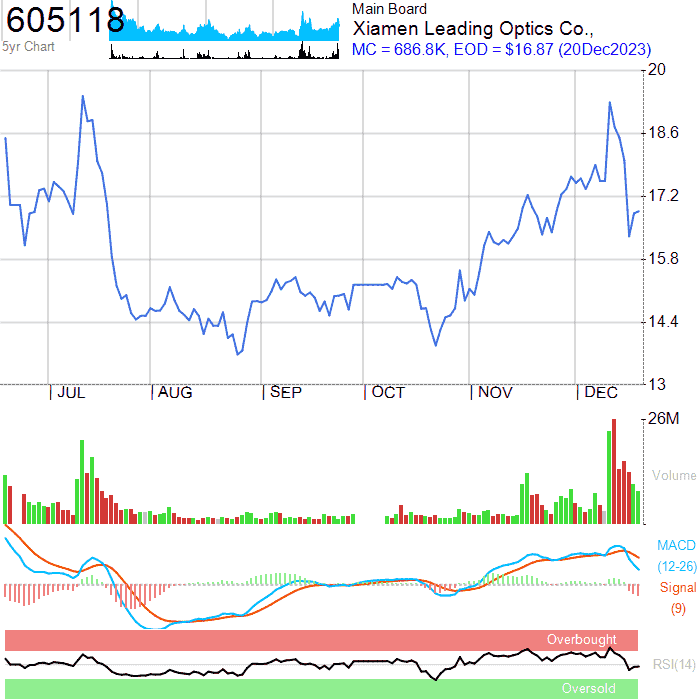 605118
5yr Chart
Main Board
Xiamen Leading Optics Co.,
MC = 686.8K, EOD = $16.87 (20Dec2023)
20
18.6
17.2
15.8
14.4
13
JUL AUG SEP OCT NOV DEC
26M
Volume
MACD
(12-26)
Signal
(9)
Overbought
RSI(14)
Oversold